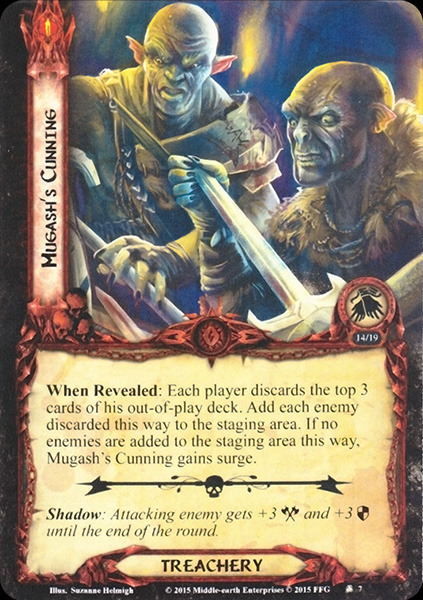 Mugash's Cunning
14/19
When Revealed: Each player discards the top 3
cards of his out-of-play deck. Add each enemy
discarded this way to the staging area. If no
enemies are added to the staging area this way,
Mugash's Cunning gains surge.
Shadow: Attacking enemy gets +3 and +3
until the end of the round.
TREACHERY
Illus. Suzanne Helmigh © 2015 Middle-earth Enterprises © 2015 FFG 7